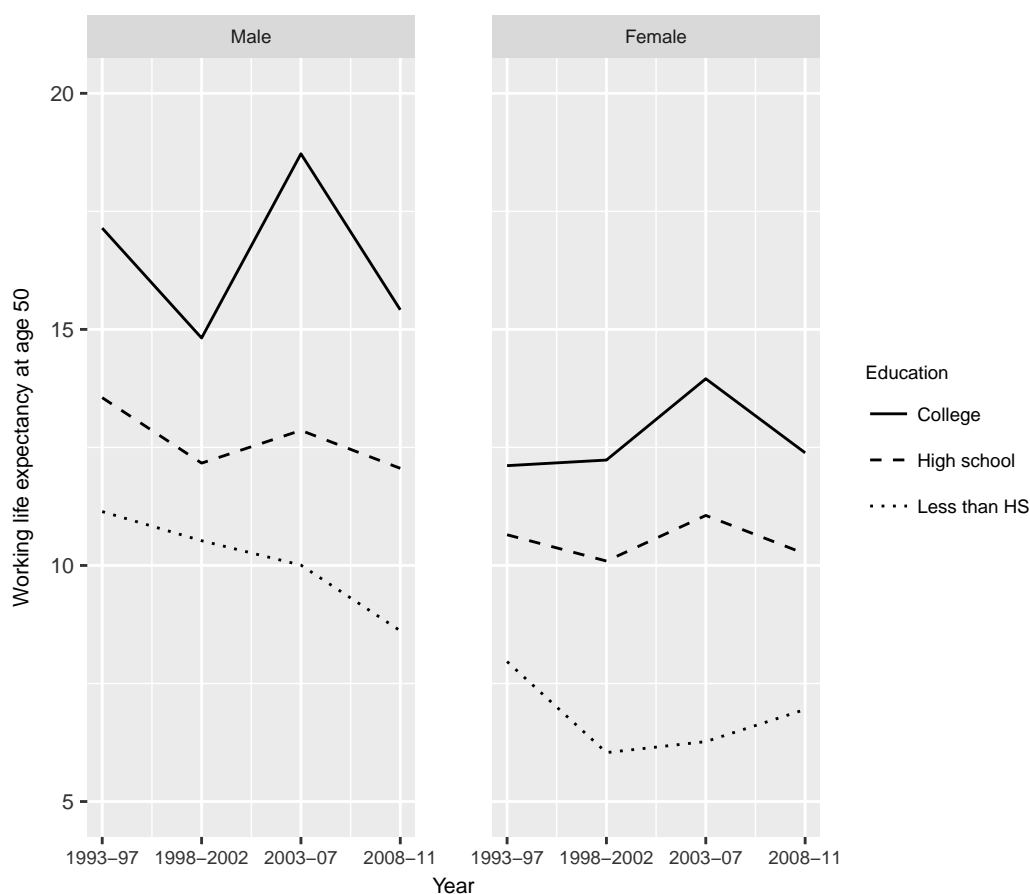 Male
Female
20
15
10
5
Working life expectancy at age 50
1993–97 1998–2002 2003–07 2008–11
1993–97 1998–2002 2003–07 2008–11
Year
Education
College
High school
Less than HS